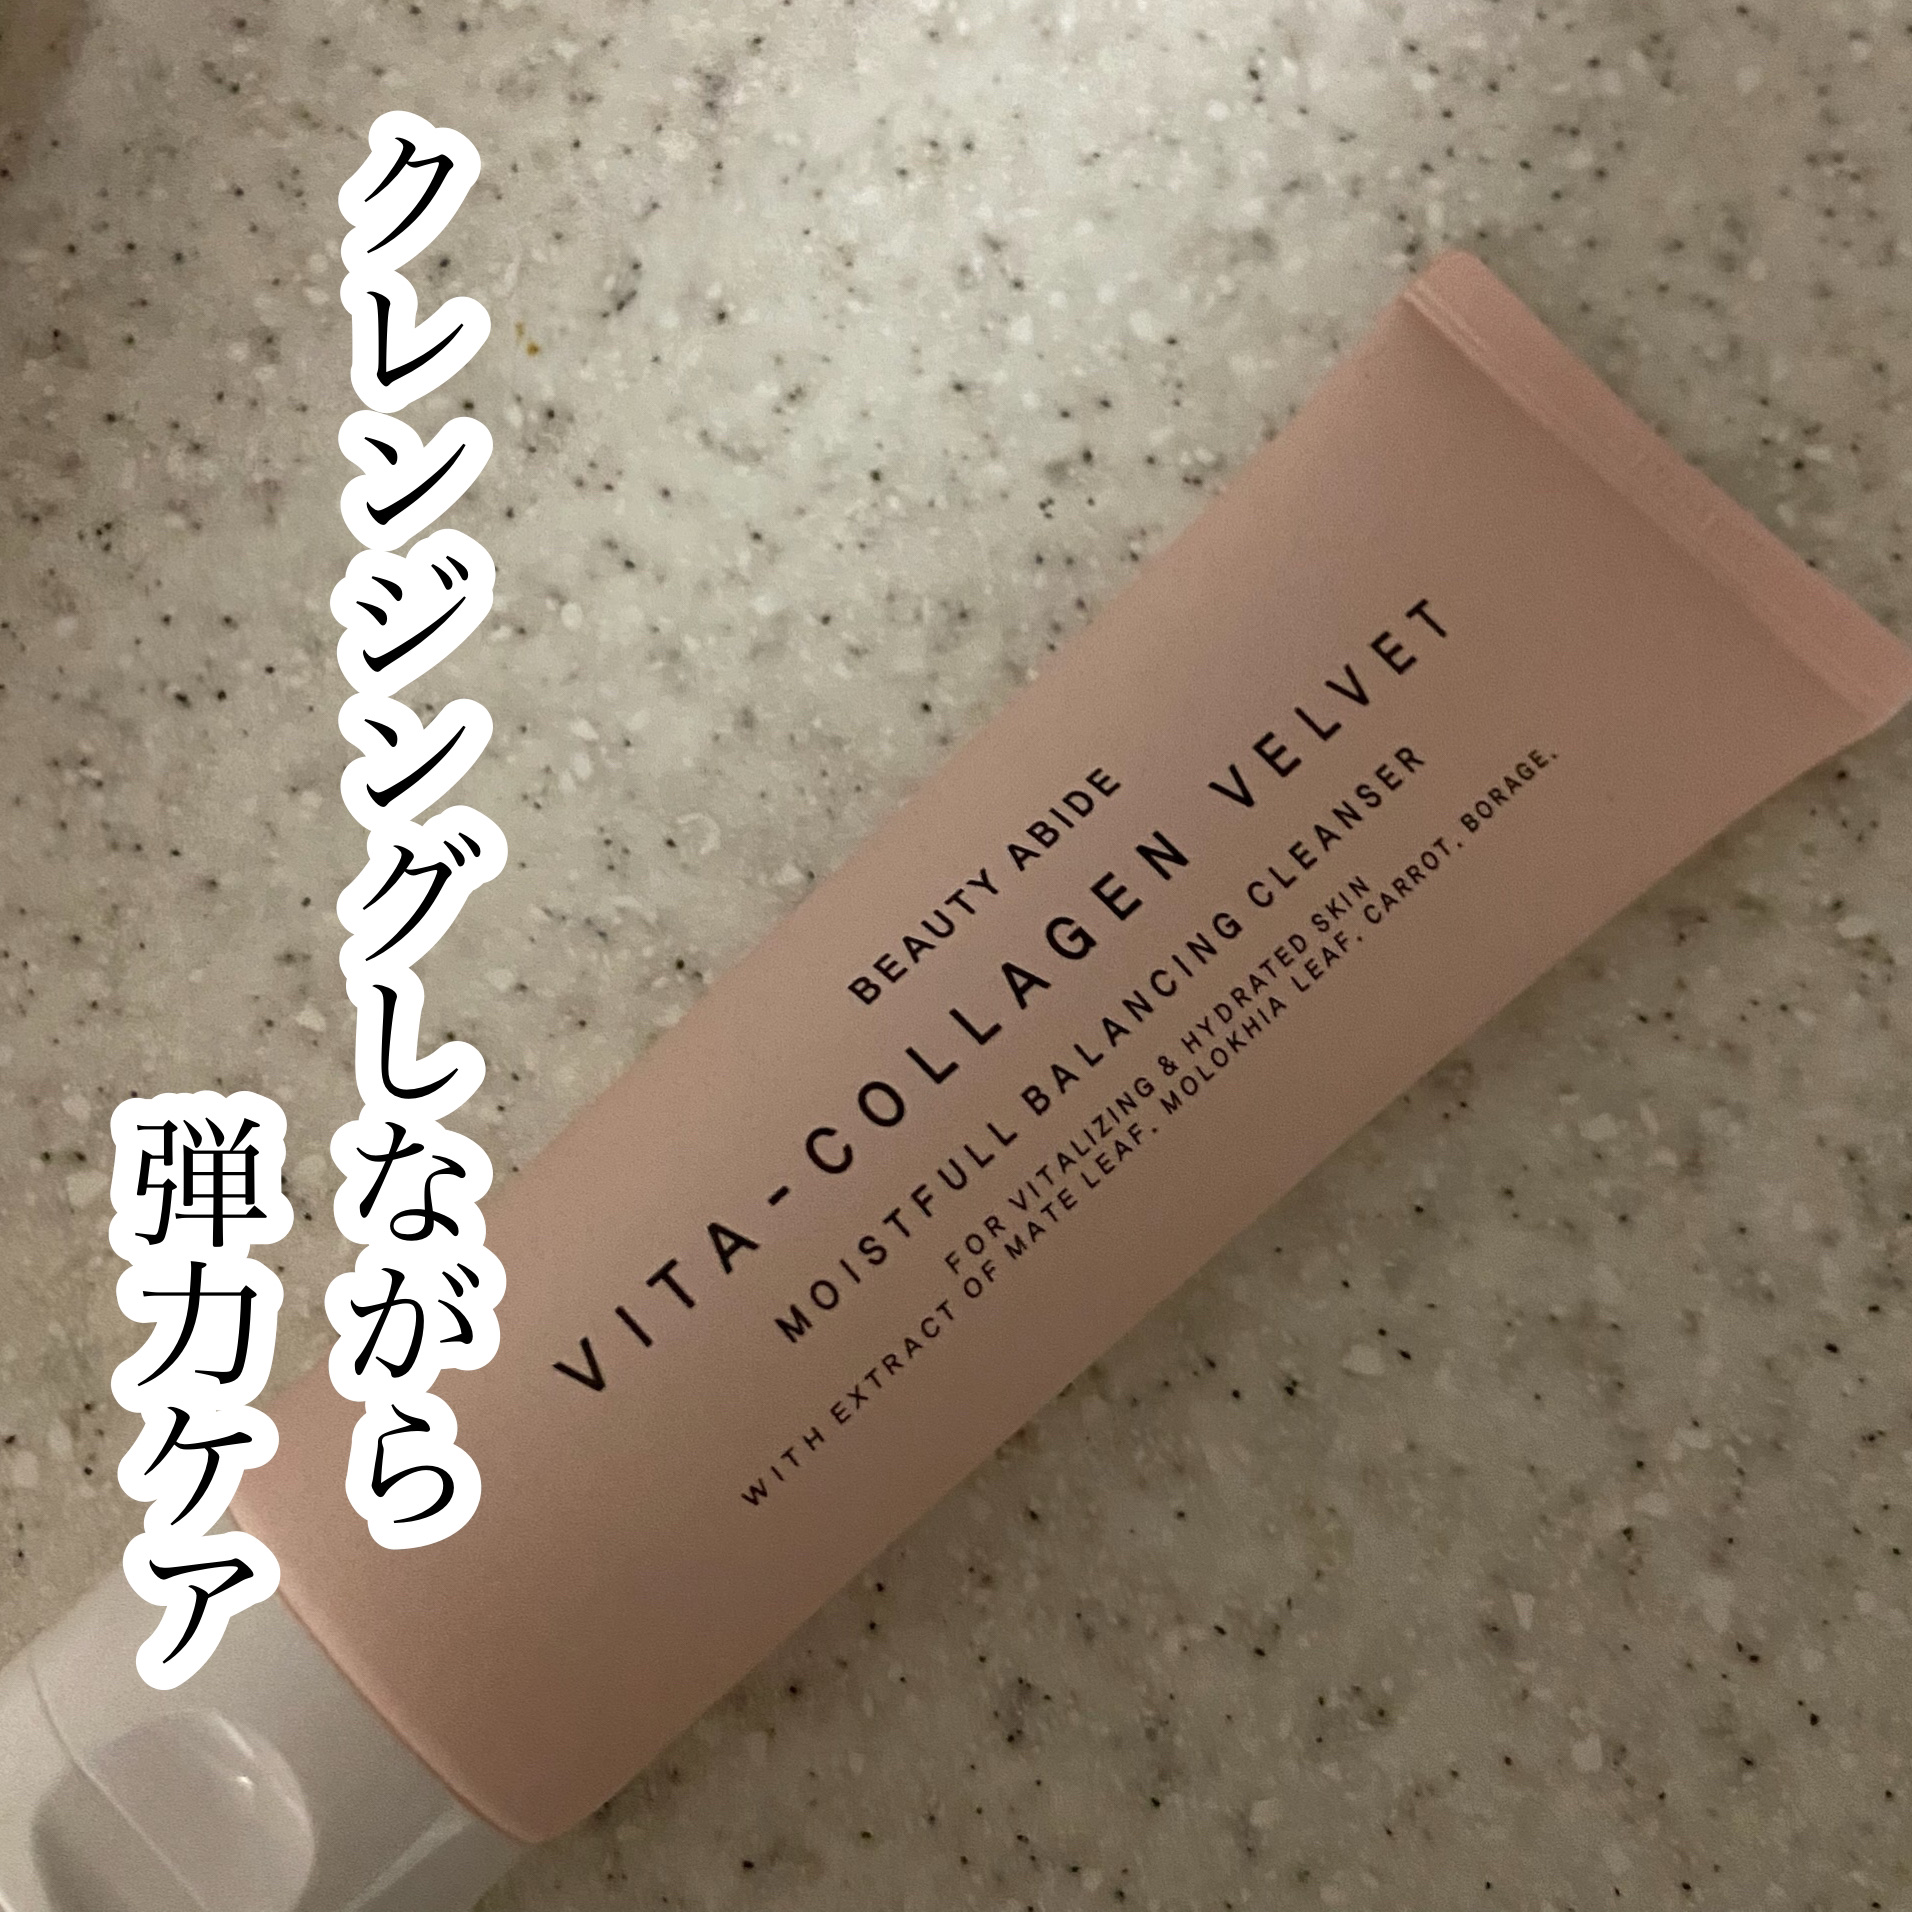 クレンジングしながら
弾力ケア
BEAUTY ABIDE
VITA-COLLAGEN VELVET
MOISTFULL BALANCING CLEANSER
FOR VITALIZING & HYDRATED SKIN
WITH EXTRACT OF MATE LEAF. MOLOKHIA LEAF. CARROT. BORAGE.